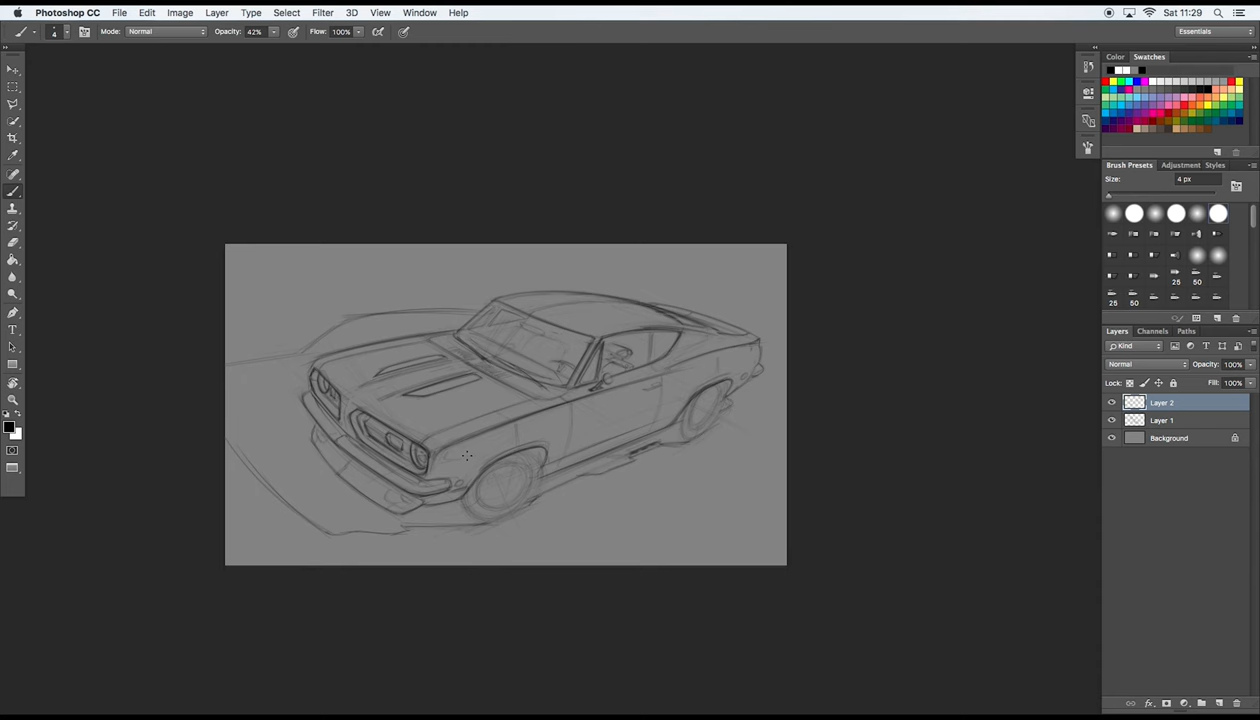 Photoshop CC File Edit Image Layer Type Select Filter 3D View Window Help Sat 11:29
4 Mode: Normal Opacity: 42% Flow: 100% Essentials
Color Swatches
Brush Presets Adjustment Styles
Size: 4 px
25 50
25 50
Layers Channels Paths
Kind
Normal Opacity: 100%
Lock: Fill: 100%
Layer 2
Layer 1
Background